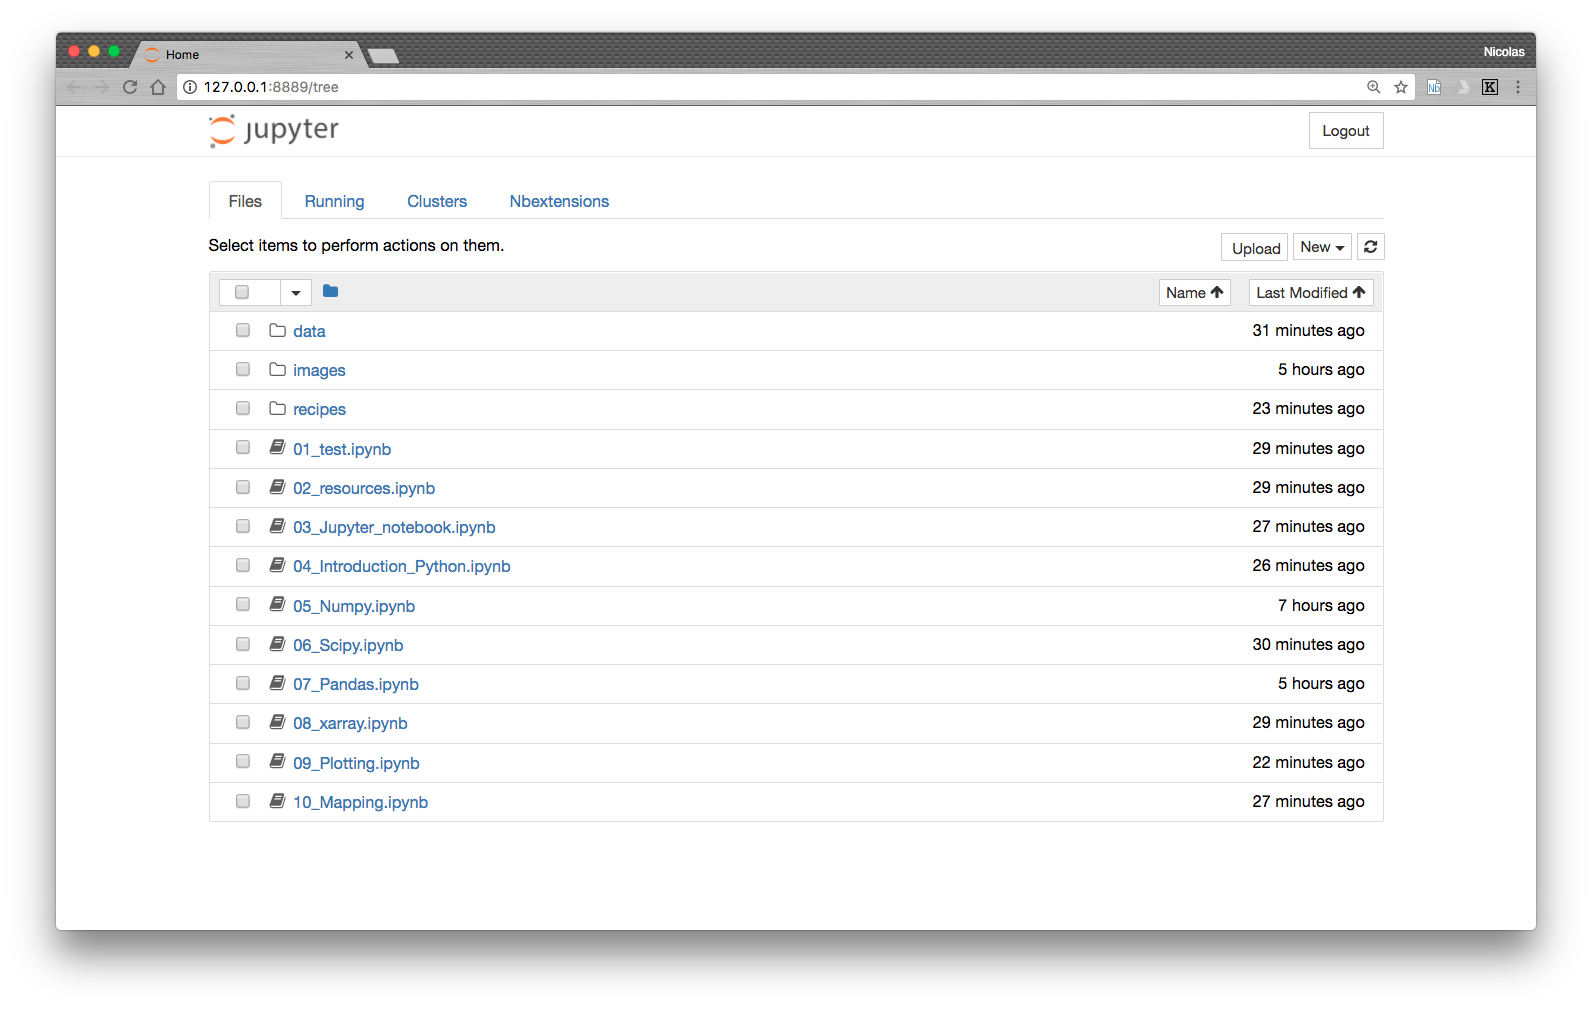 Home
Nicolas
127.0.0.1:8889/tree
jupyter
Logout
Files Running Clusters Nbextensions
Select items to perform actions on them.
Upload New
Name Last Modified
data 31 minutes ago
images 5 hours ago
recipes 23 minutes ago
01_test.ipynb 29 minutes ago
02_resources.ipynb 29 minutes ago
03_Jupyter_notebook.ipynb 27 minutes ago
04_Introduction_Python.ipynb 26 minutes ago
05_Numpy.ipynb 7 hours ago
06_Scipy.ipynb 30 minutes ago
07_Pandas.ipynb 5 hours ago
08_xarray.ipynb 29 minutes ago
09_Plotting.ipynb 22 minutes ago
10_Mapping.ipynb 27 minutes ago